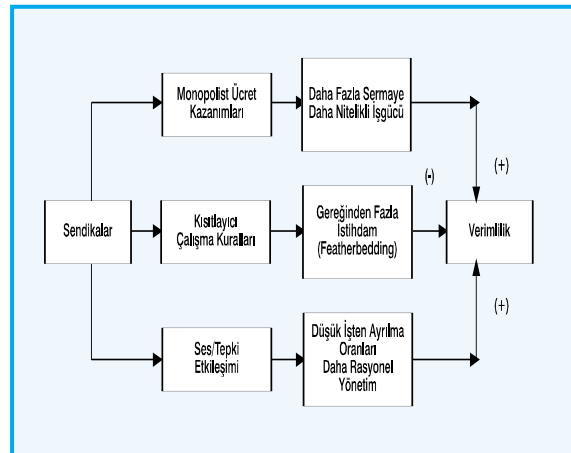 Monopolist Ücret
Kazanımları
Daha Fazla Sermaye
Daha Nitelikli İşgücü
(+)
(-)
Sendikalar
Kısıtlayıcı
Çalışma Kuralları
Gereğinden Fazla
İstihdam
(Featherbedding)
Verimlilik
(+)
Ses/Tepki
Etkileşimi
Düşük İşten Ayrılma
Oranları
Daha Rasyonel
Yönetim